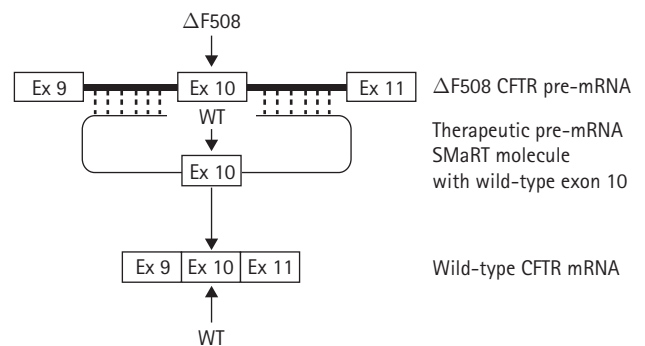 ΔF508
Ex 9 Ex 10 Ex 11 ΔF508 CFTR pre-mRNA
WT
Therapeutic pre-mRNA
SMaRT molecule
with wild-type exon 10
Ex 10
Ex 9 Ex 10 Ex 11 Wild-type CFTR mRNA
WT